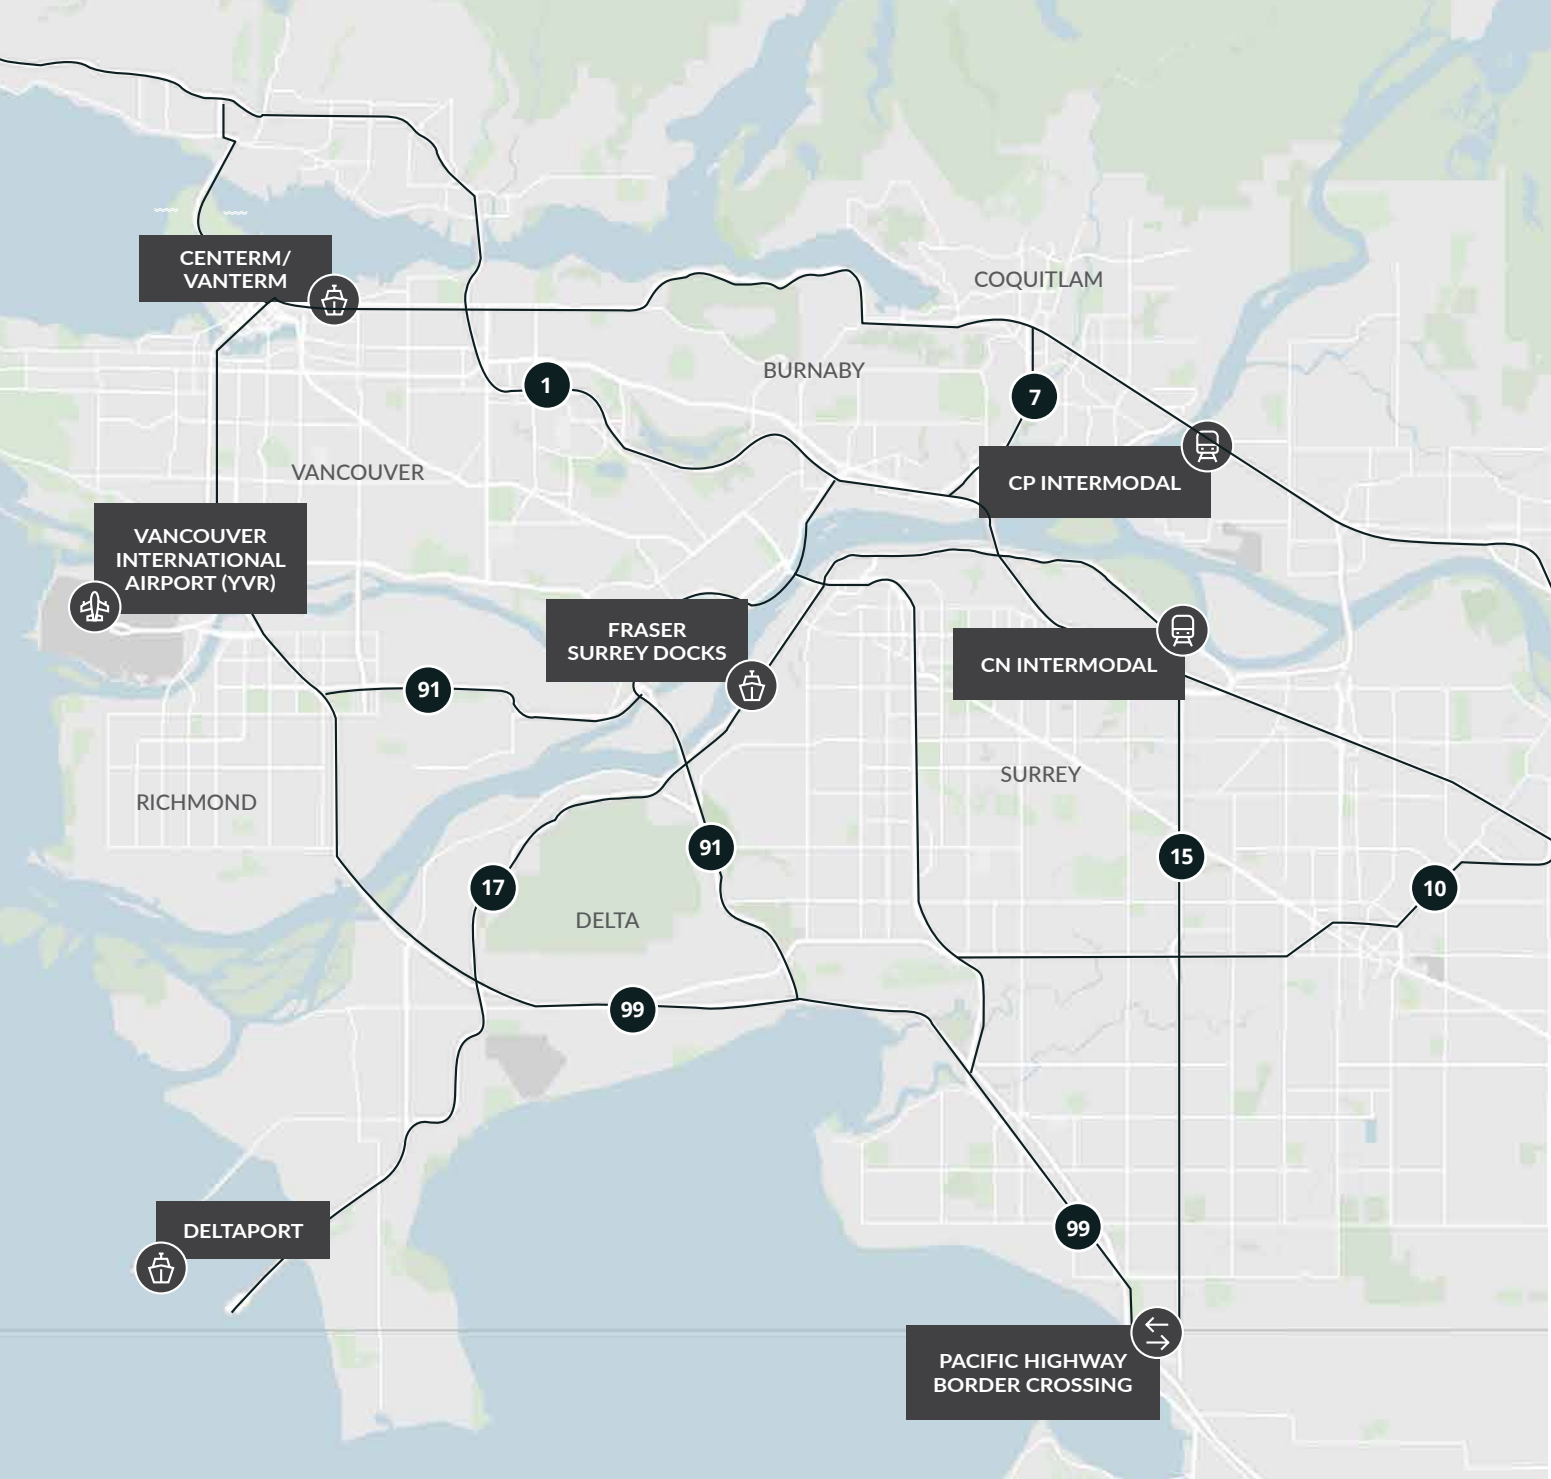 CENTERM/
VANTERM
COQUITLAM
BURNABY
1
7
VANCOUVER
CP INTERMODAL
VANCOUVER
INTERNATIONAL
AIRPORT (YVR)
FRASER
SURREY DOCKS
CN INTERMODAL
91
SURREY
RICHMOND
91
15
17
10
DELTA
99
DELTAPORT
99
PACIFIC HIGHWAY
BORDER CROSSING